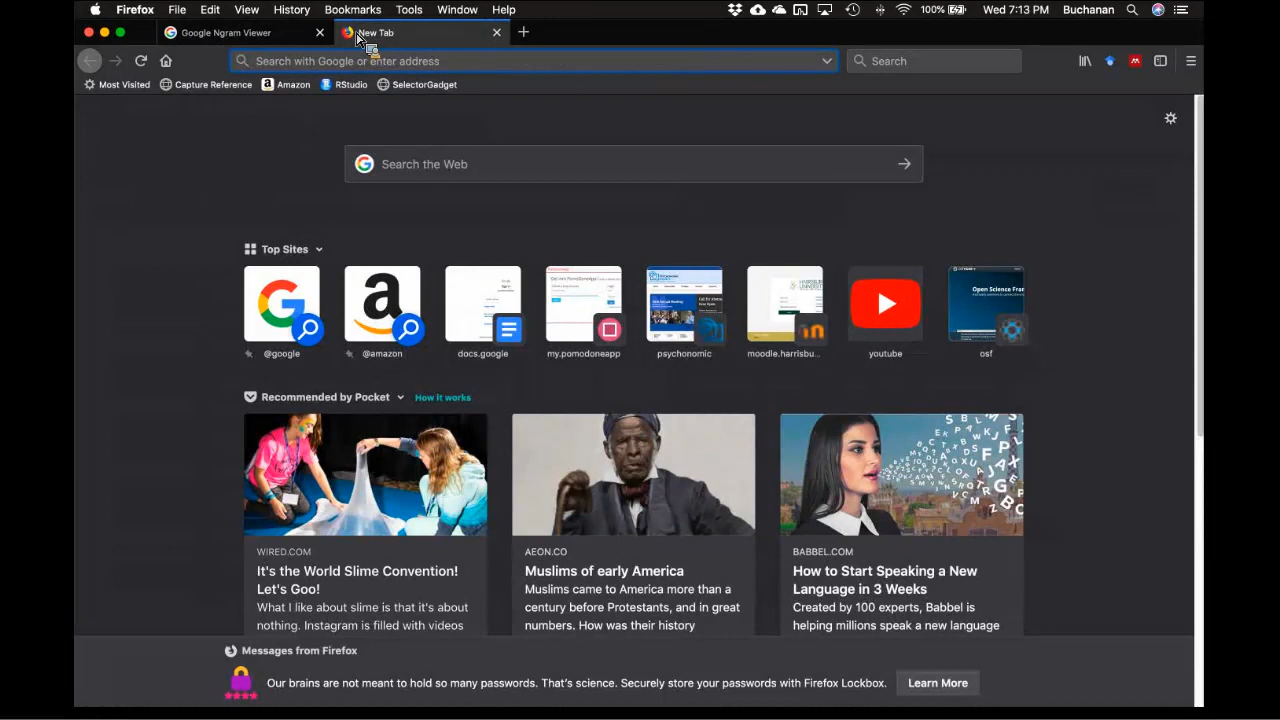 Firefox File Edit View History Bookmarks Tools Window Help 100% Wed 7:13 PM Buchanan
Google Ngram Viewer New Tab
Search with Google or enter address Search
Most Visited Capture Reference Amazon RStudio SelectorGadget
Search the Web
Top Sites
@google @amazon docs.google my.pomodoneapp psychonomic moodle.harrisbu... youtube osf
Recommended by Pocket How it works
WIRED.COM
It's the World Slime Convention!
Let's Goo!
What I like about slime is that it's about
nothing. Instagram is filled with videos
AEON.CO
Muslims of early America
Muslims came to America more than a
century before Protestants, and in great
numbers. How was their history
BABBEL.COM
How to Start Speaking a New
Language in 3 Weeks
Created by 100 experts, Babbel is
helping millions speak a new language
Messages from Firefox
Our brains are not meant to hold so many passwords. That's science. Securely store your passwords with Firefox Lockbox. Learn More